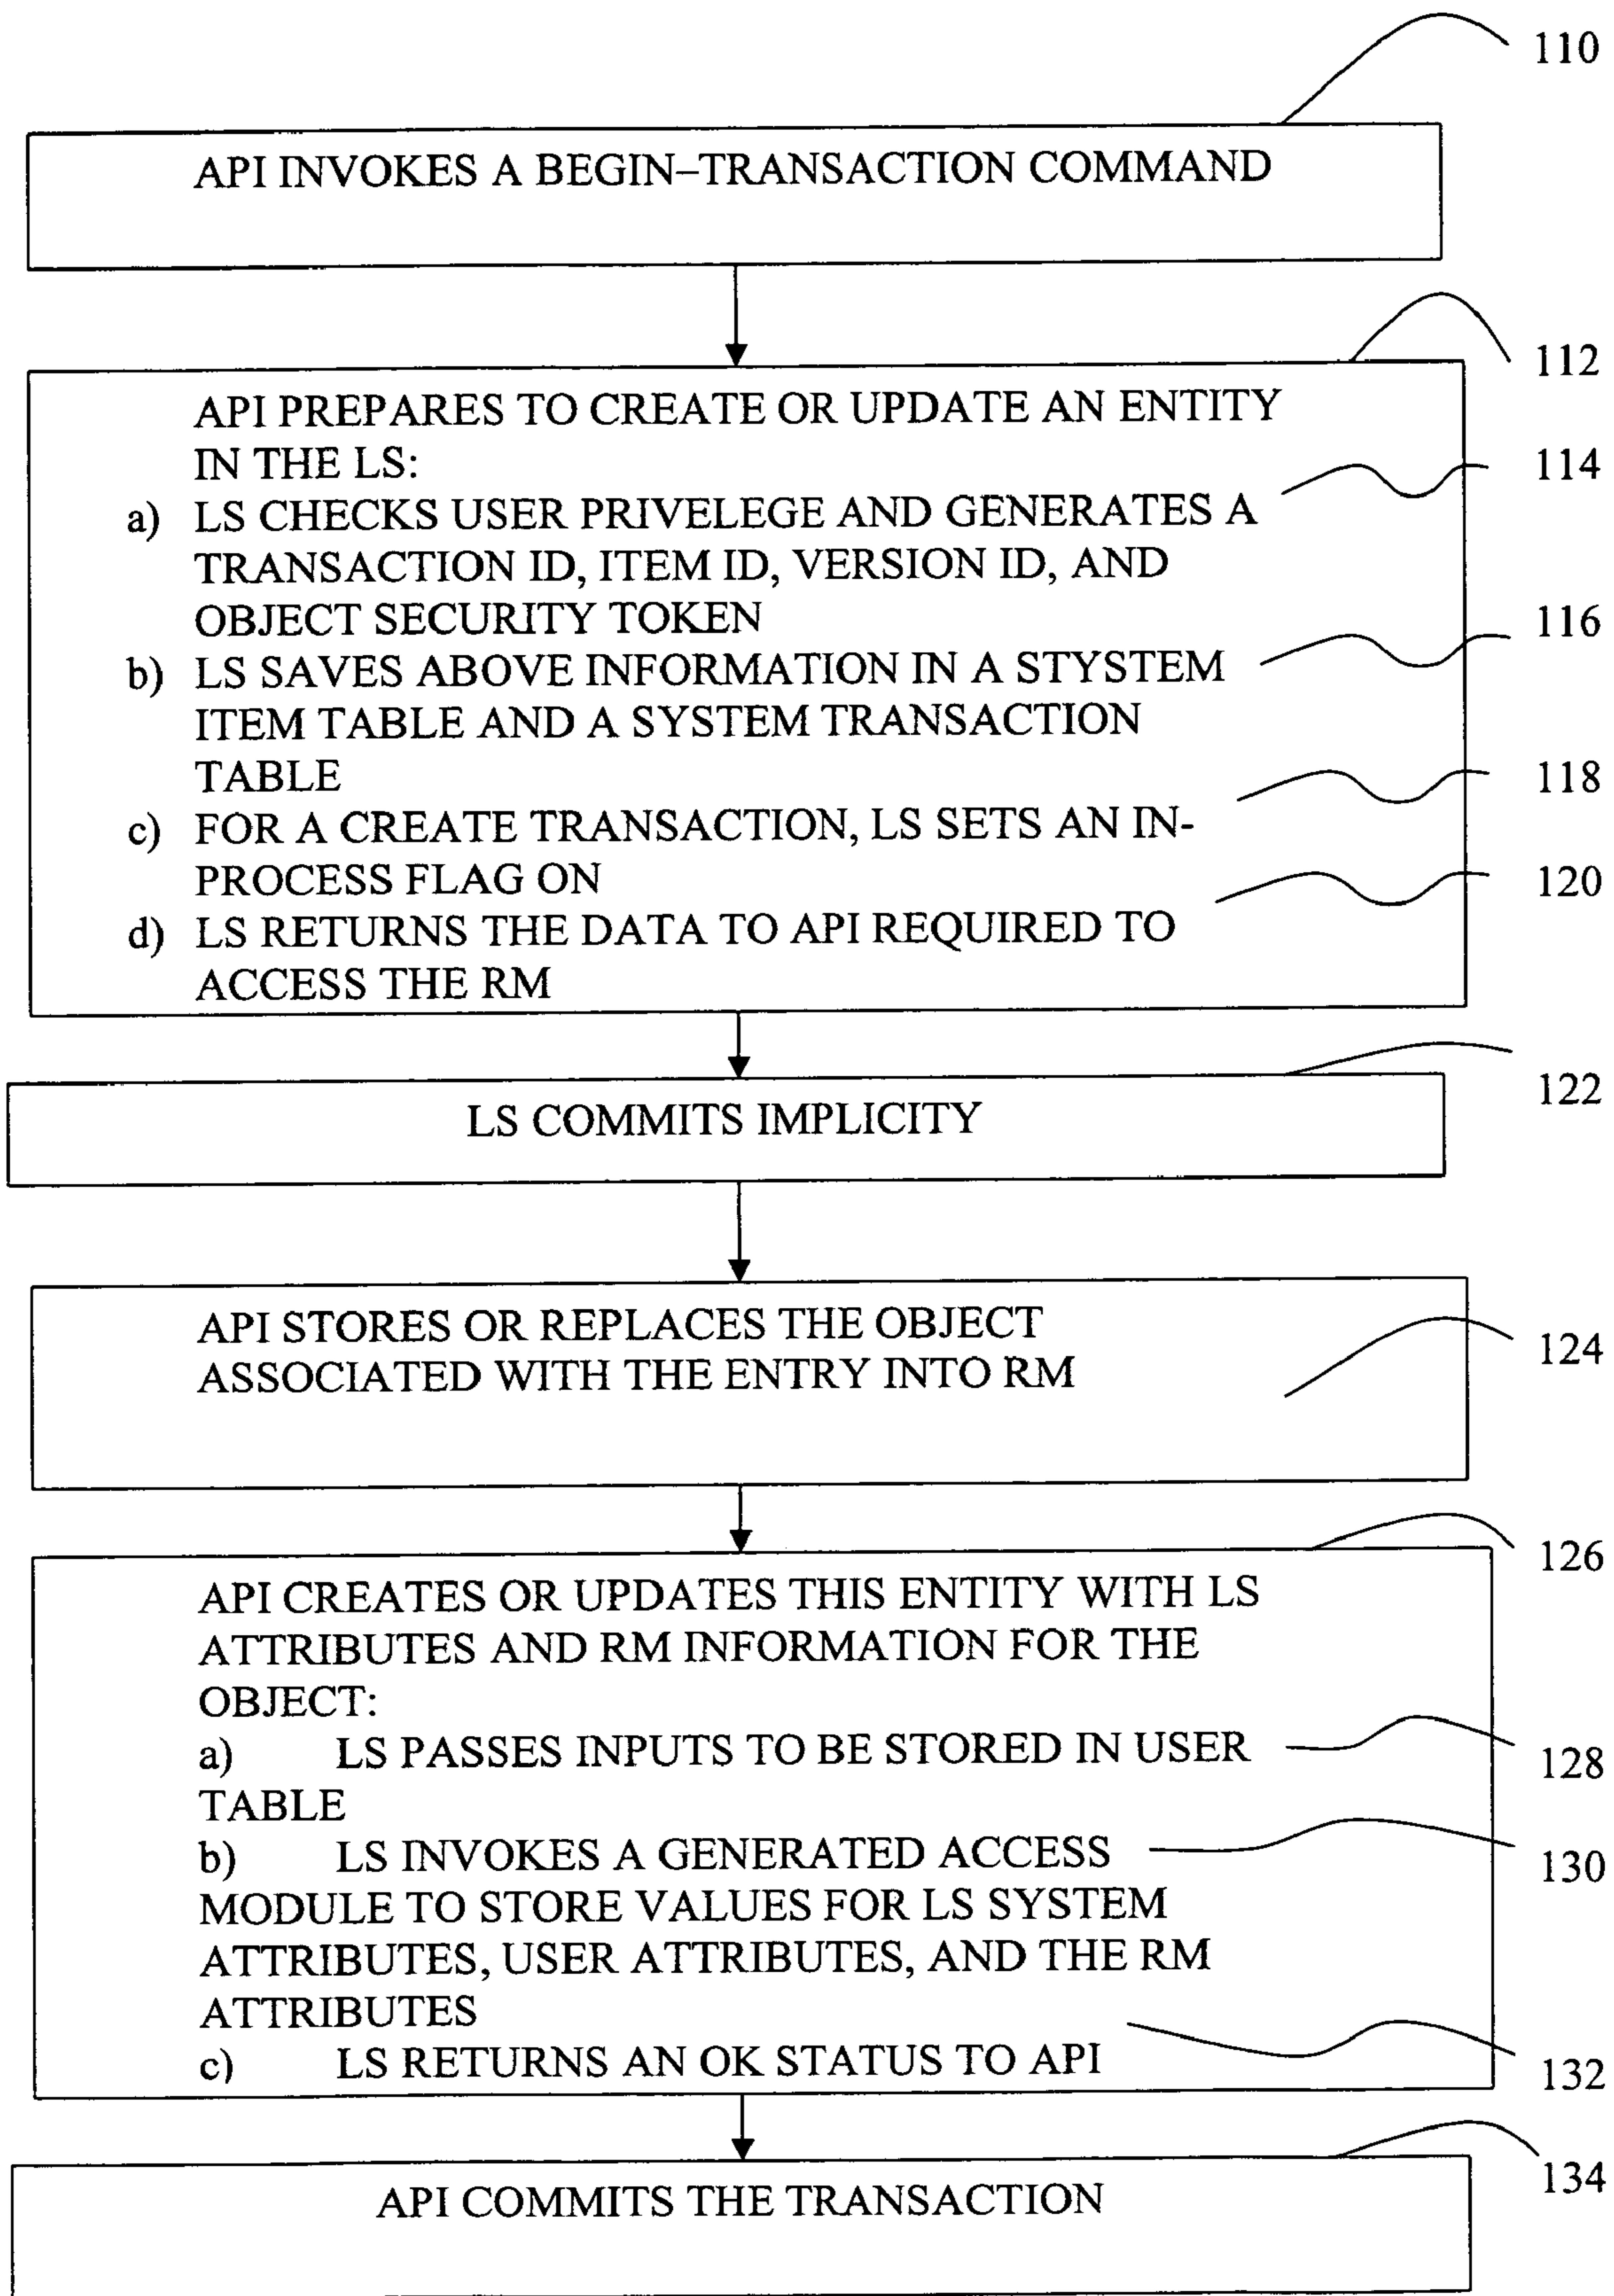 110
API INVOKES A BEGIN–TRANSACTION COMMAND
112
API PREPARES TO CREATE OR UPDATE AN ENTITY
IN THE LS:
114
a) LS CHECKS USER PRIVELEGE AND GENERATES A
TRANSACTION ID, ITEM ID, VERSION ID, AND
OBJECT SECURITY TOKEN
116
b) LS SAVES ABOVE INFORMATION IN A STYSTEM
ITEM TABLE AND A SYSTEM TRANSACTION
TABLE
118
c) FOR A CREATE TRANSACTION, LS SETS AN IN-
PROCESS FLAG ON
120
d) LS RETURNS THE DATA TO API REQUIRED TO
ACCESS THE RM
122
LS COMMITS IMPLICITY
API STORES OR REPLACES THE OBJECT
124
ASSOCIATED WITH THE ENTRY INTO RM
126
API CREATES OR UPDATES THIS ENTITY WITH LS
ATTRIBUTES AND RM INFORMATION FOR THE
OBJECT:
a) LS PASSES INPUTS TO BE STORED IN USER
128
TABLE
b) LS INVOKES A GENERATED ACCESS
130
MODULE TO STORE VALUES FOR LS SYSTEM
ATTRIBUTES, USER ATTRIBUTES, AND THE RM
ATTRIBUTES
c) LS RETURNS AN OK STATUS TO API
132
134
API COMMITS THE TRANSACTION